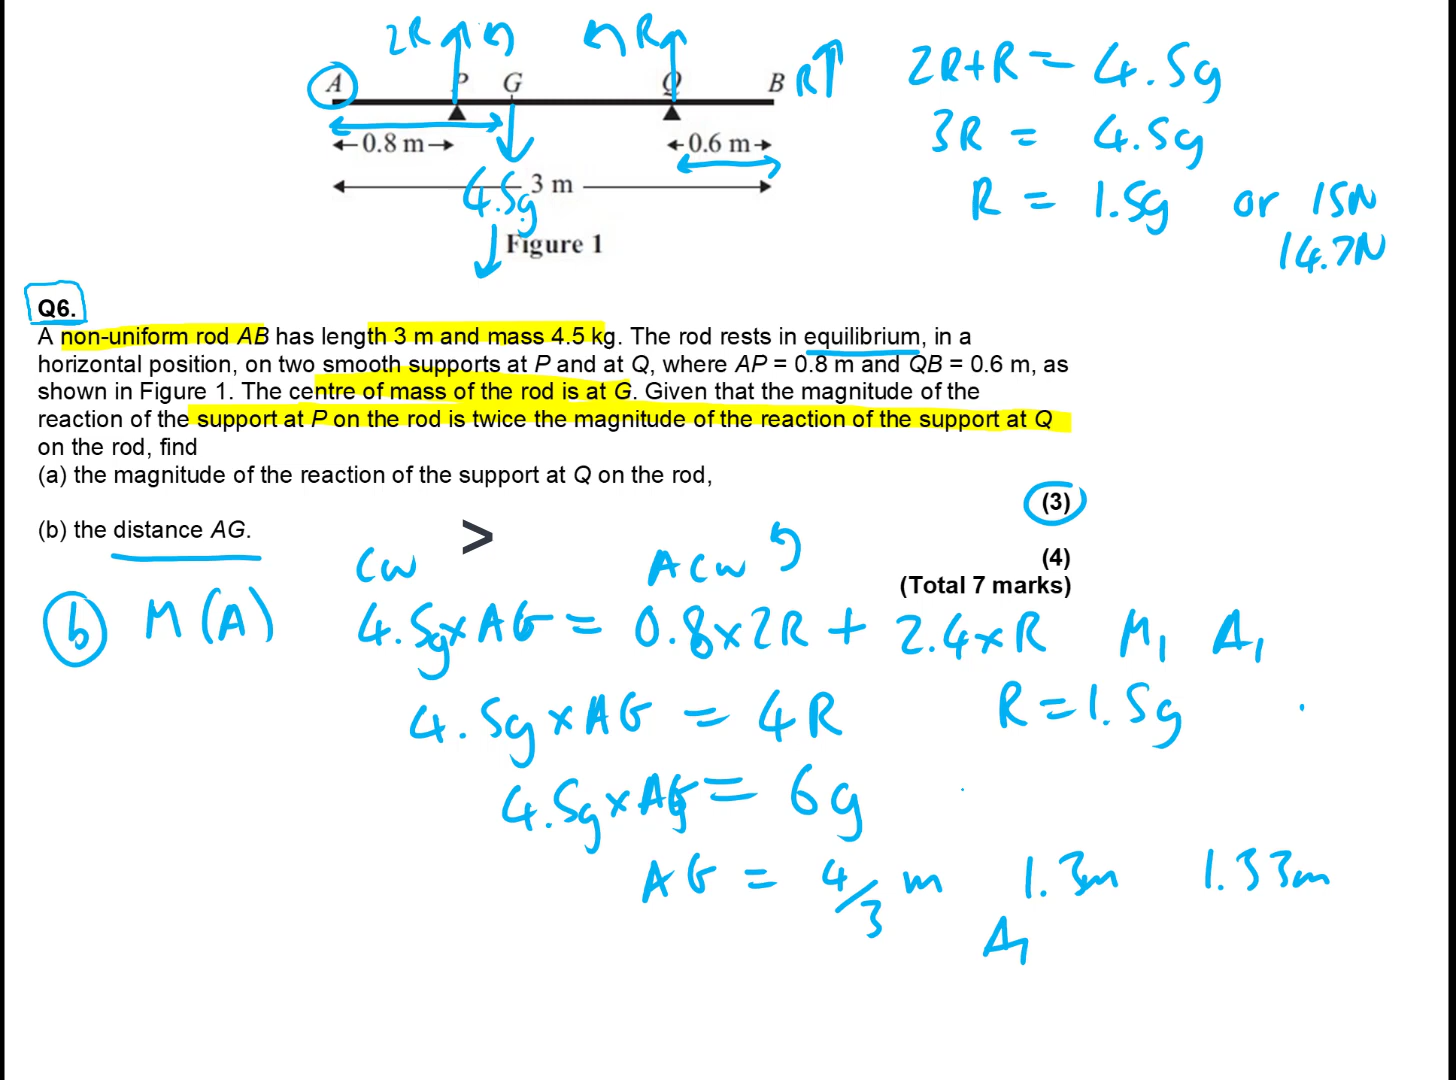 2R R
A P G Q B R
0.8 m 0.6 m
3 m
4.5g
Figure 1
2R+R = 4.5g
3R = 4.5g
R = 1.5g or 15N
14.7N
Q6.
A non-uniform rod AB has length 3 m and mass 4.5 kg. The rod rests in equilibrium, in a
horizontal position, on two smooth supports at P and at Q, where AP = 0.8 m and QB = 0.6 m, as
shown in Figure 1. The centre of mass of the rod is at G. Given that the magnitude of the
reaction of the support at P on the rod is twice the magnitude of the reaction of the support at Q
on the rod, find
(a) the magnitude of the reaction of the support at Q on the rod,
(3)
(b) the distance AG.
>
(4)
(Total 7 marks)
CW ACW
b M(A) 4.5g×AG = 0.8×2R + 2.4×R M1 A1
4.5g×AG = 4R R=1.5g
4.5g×AG = 6g
AG = 4/3 m 1.3m 1.33m
A1